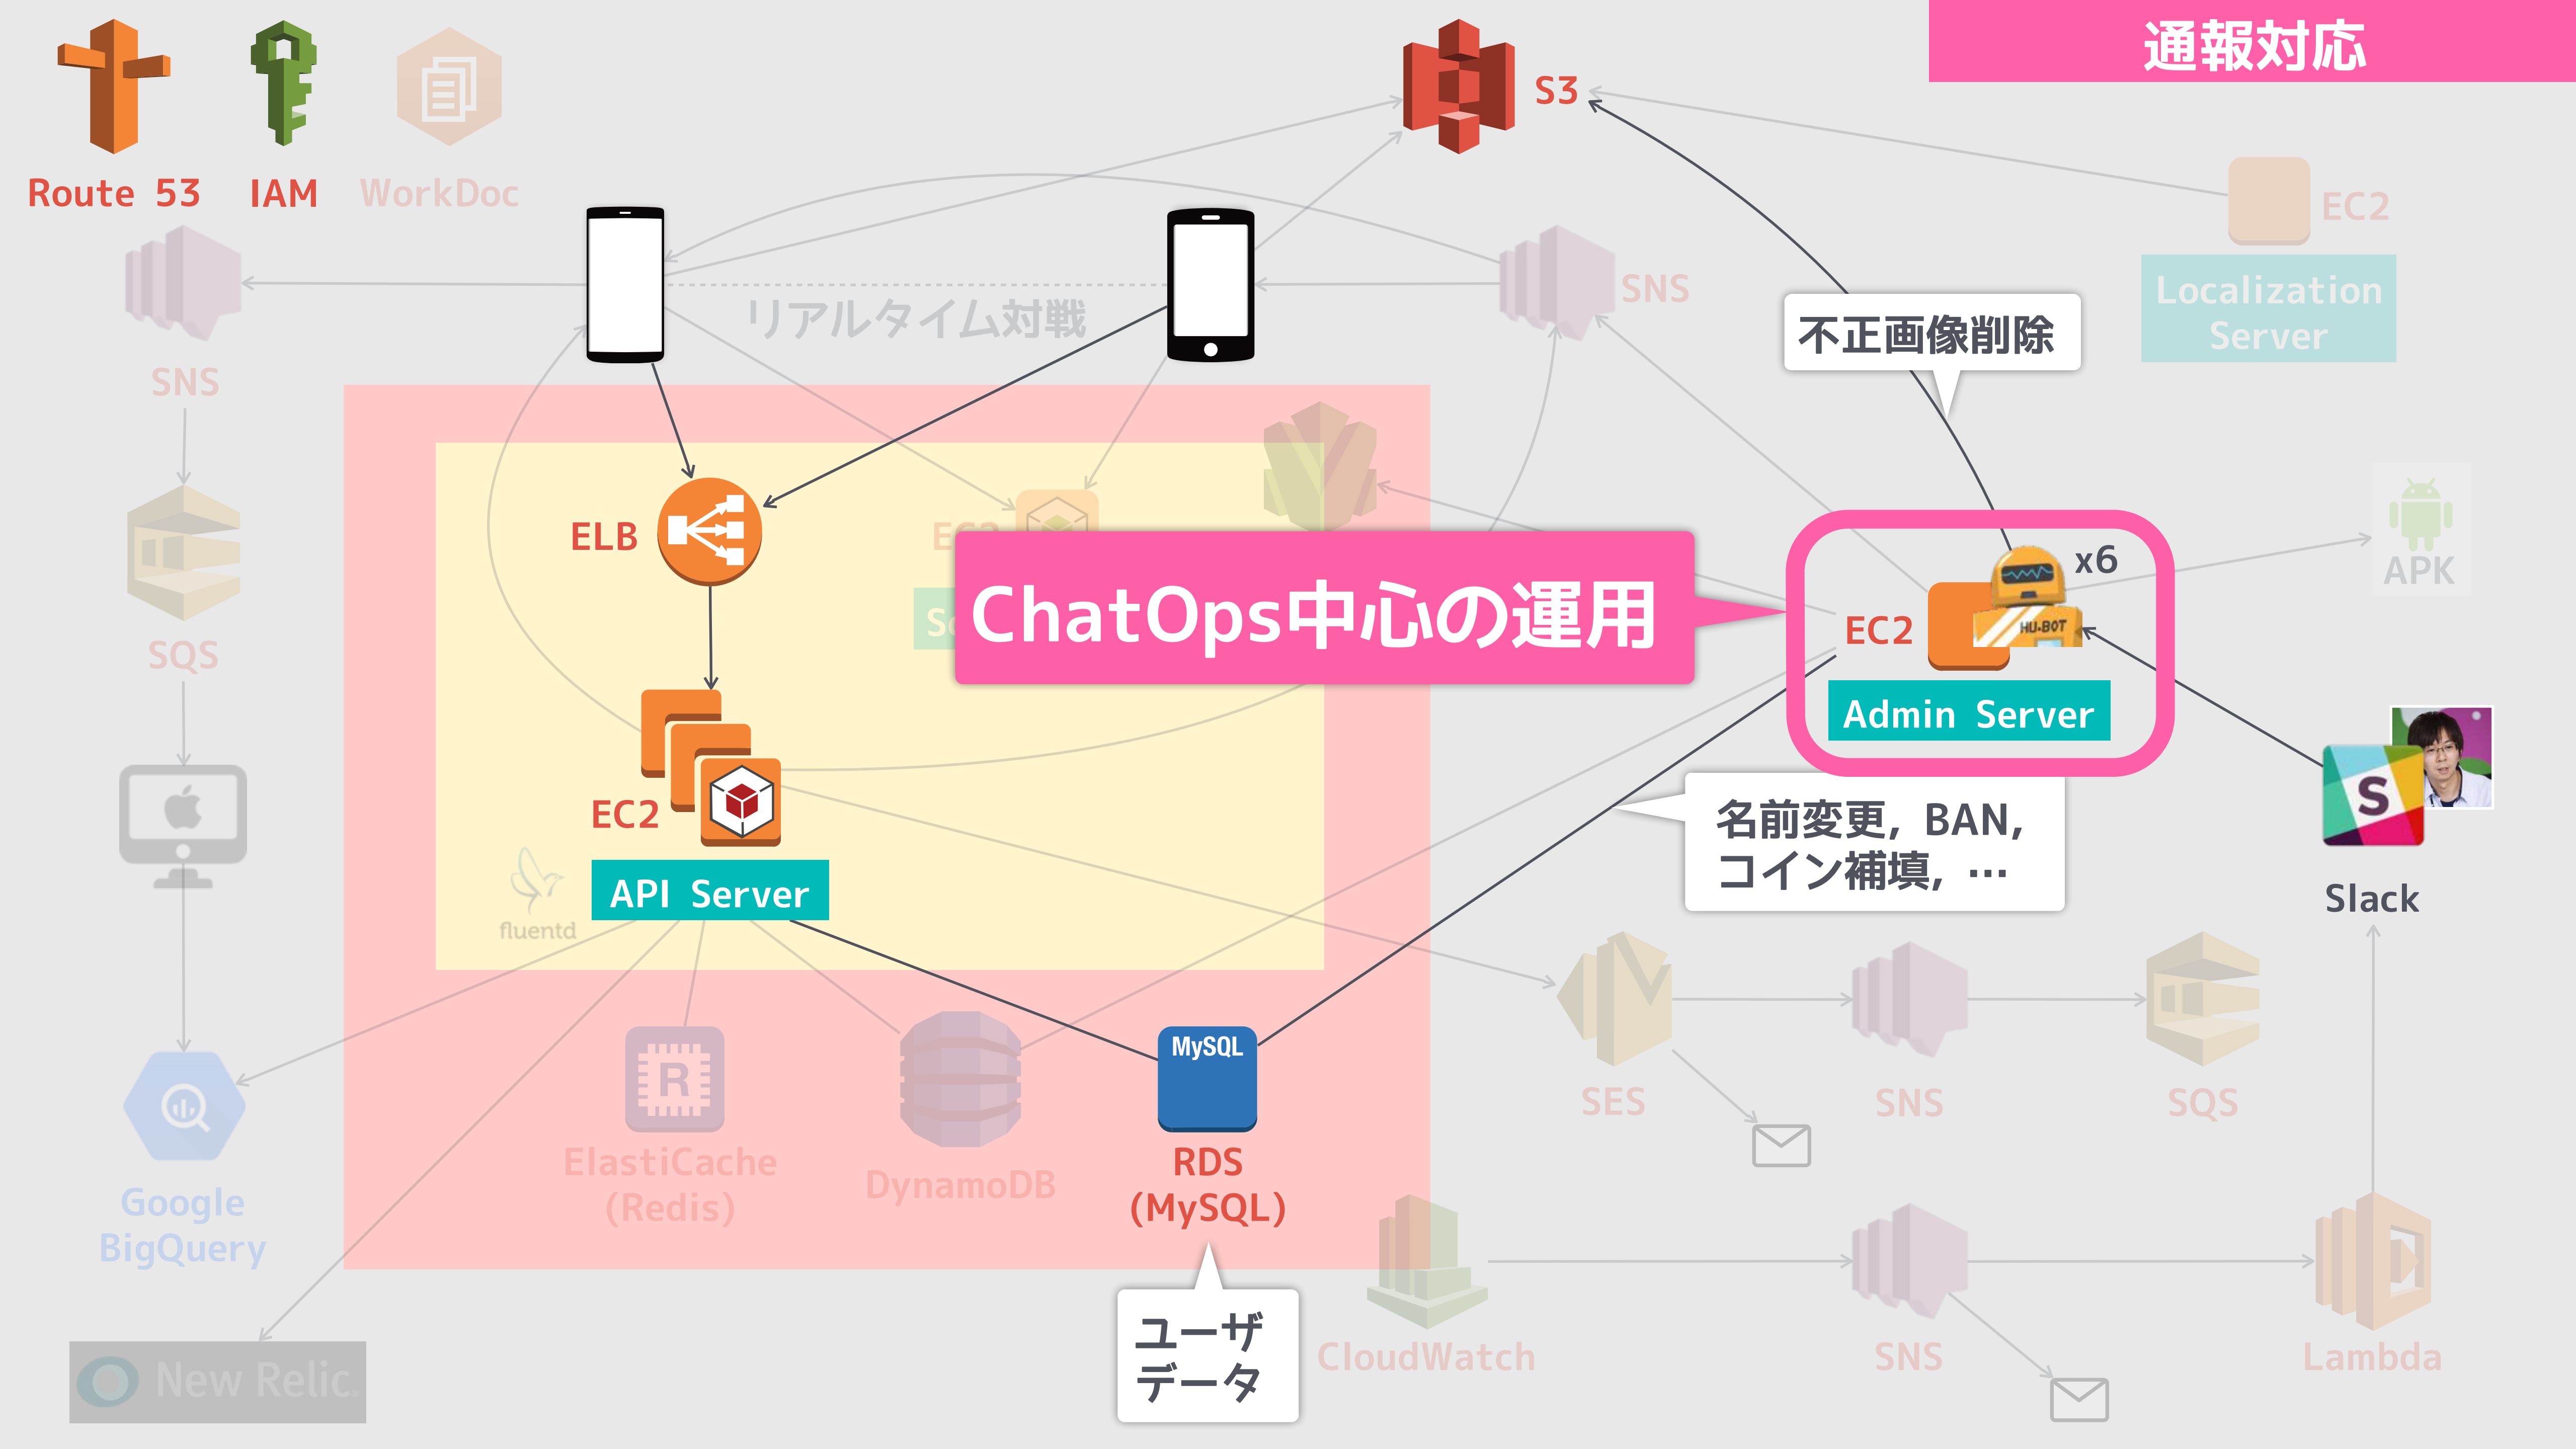 通報対応
Route 53
IAM
WorkDoc
S3
EC2
Localization
Server
SNS
リアルタイム対戦
SNS
不正画像削除
ELB
EC2
ChatOps中心の運用
x6
HU-BOT
EC2
Admin Server
APK
SQS
EC2
API Server
fluentd
名前変更, BAN,
コイン補填, …
S
Slack
MySQL
R
ElastiCache
(Redis)
DynamoDB
RDS
(MySQL)
SES
SNS
SQS
Google
BigQuery
ユーザ
データ
New Relic
CloudWatch
SNS
Lambda